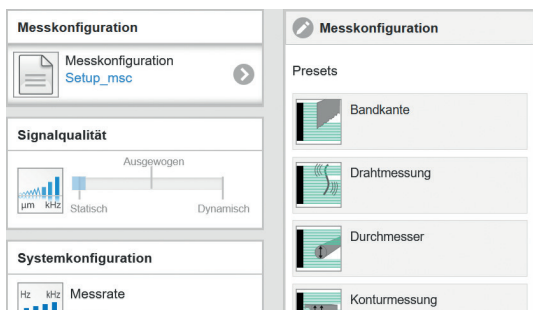 Messkonfiguration
Messkonfiguration
Setup_msc
Signalqualität
Ausgewogen
µm kHz
Statisch
Dynamisch
Systemkonfiguration
Hz kHz
Messrate
Messkonfiguration
Presets
Bandkante
Drahtmessung
Durchmesser
Konturmessung